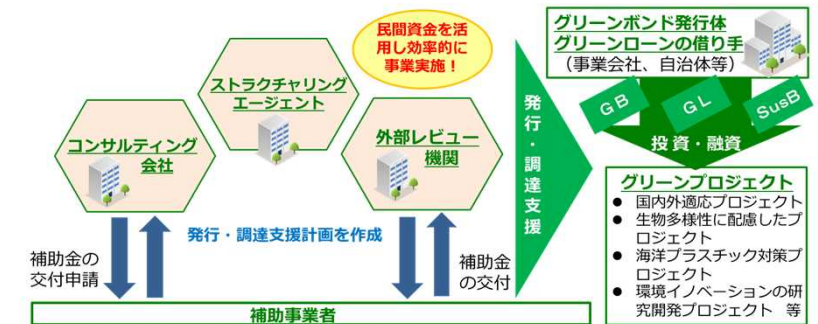 民間資金を活
用し効率的に
事業実施！
ストラクチャリング
エージェント
コンサルティング
会社
外部レビュー
機関
発行・調達支援計画を作成
補助金の
交付申請
補助金
の交付
補助事業者
発行・調達支援
グリーンボンド発行体
グリーンローンの借り手
（事業会社、自治体等）
GB
GL
SusB
投資・融資
グリーンプロジェクト
● 国内外適応プロジェクト
● 生物多様性に配慮したプ
ロジェクト
● 海洋プラスチック対策プ
ロジェクト
● 環境イノベーションの研
究開発プロジェクト　等